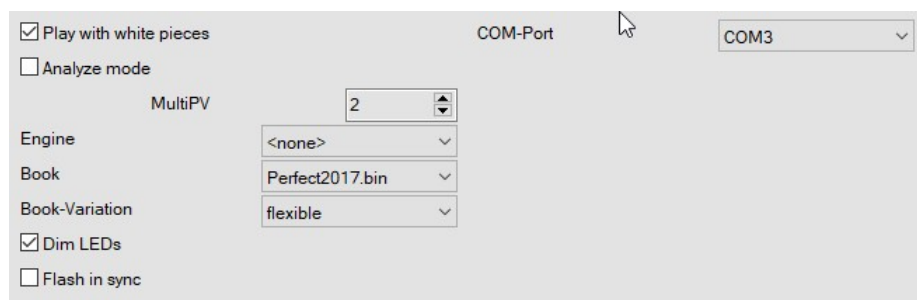 Play with white pieces COM-Port COM3
Analyze mode
MultiPV 2
Engine <none>
Book Perfect2017.bin
Book-Variation flexible
Dim LEDs
Flash in sync